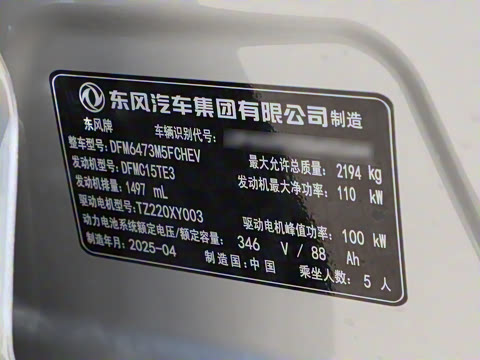 东风汽车集团有限公司制造
东风牌 车辆识别代号:
整车型号:DFM6473M5FCHEV 最大允许总质量: 2194 kg
发动机型号:DFMC15TE3 发动机最大净功率: 110 kW
发动机排量: 1497 mL
驱动电机型号:TZ220XY003 驱动电机峰值功率: 100 kW
动力电池系统额定电压/额定容量: 346 V / 88 Ah
制造年月: 2025-04 制造国:中国 乘坐人数: 5 人